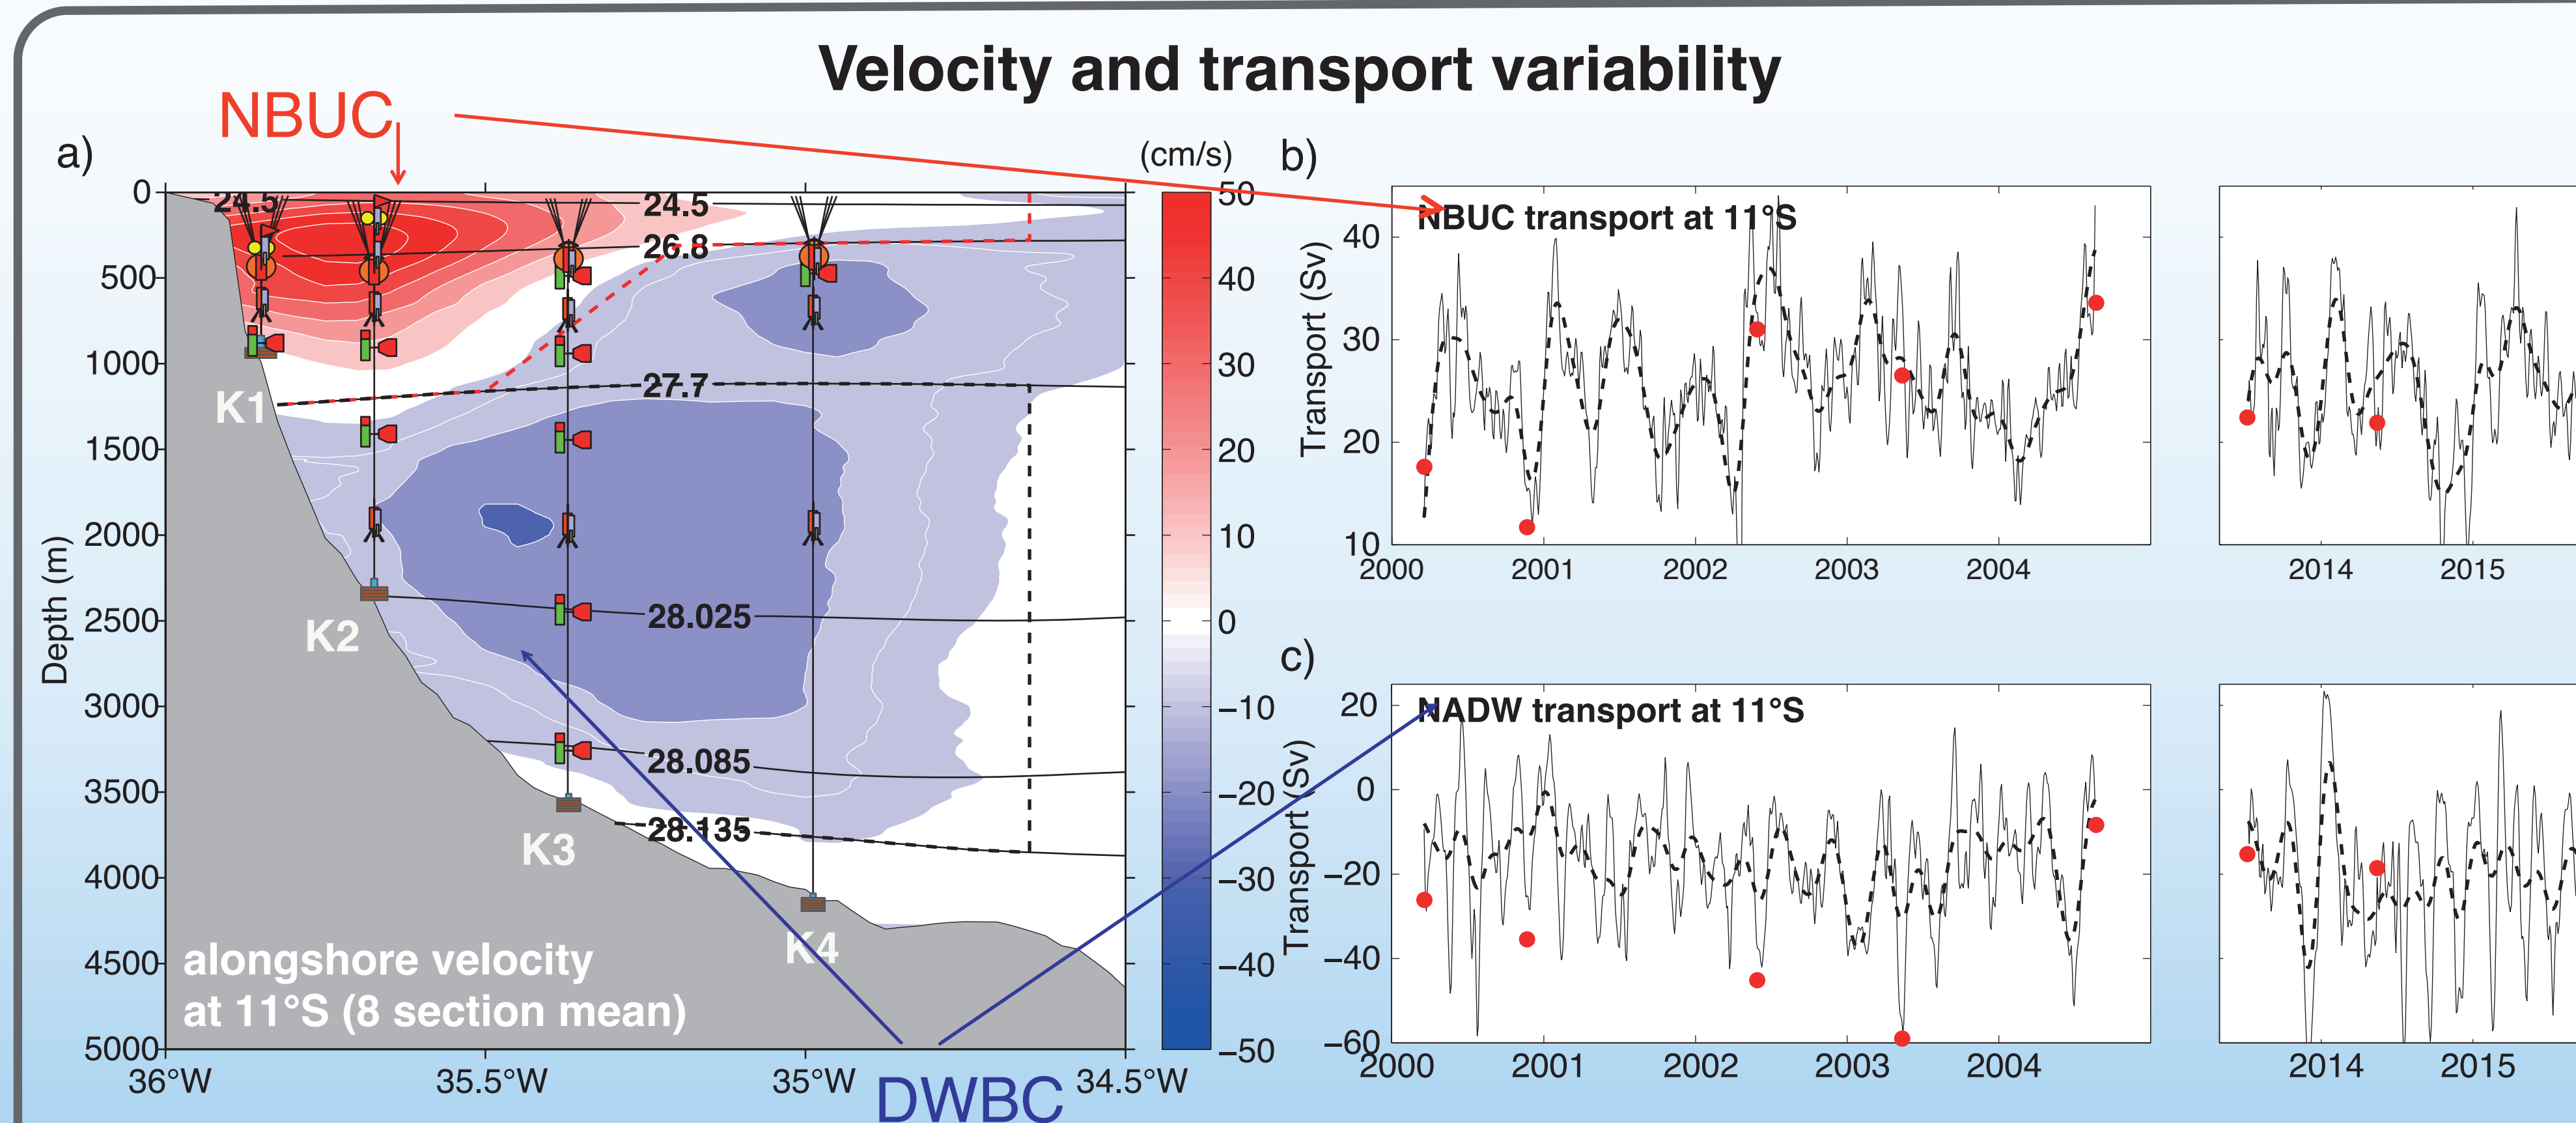 Velocity and transport variability
NBUC
a)
(cm/s)
b)
0
500
1000
1500
2000
2500
3000
3500
4000
4500
5000
Depth (m)
24.5
24.5
26.8
27.7
28.025
28.085
28.135
K1
K2
K3
K4
alongshore velocity
at 11°S (8 section mean)
36°W
35.5°W
35°W
34.5°W
DWBC
50
40
30
20
10
0
−10
−20
−30
−40
−50
NBUC transport at 11°S
Transport (Sv)
40
30
20
10
2000
2001
2002
2003
2004
2014
2015
c)
NADW transport at 11°S
Transport (Sv)
20
0
−20
−40
−60
2000
2001
2002
2003
2004
2014
2015